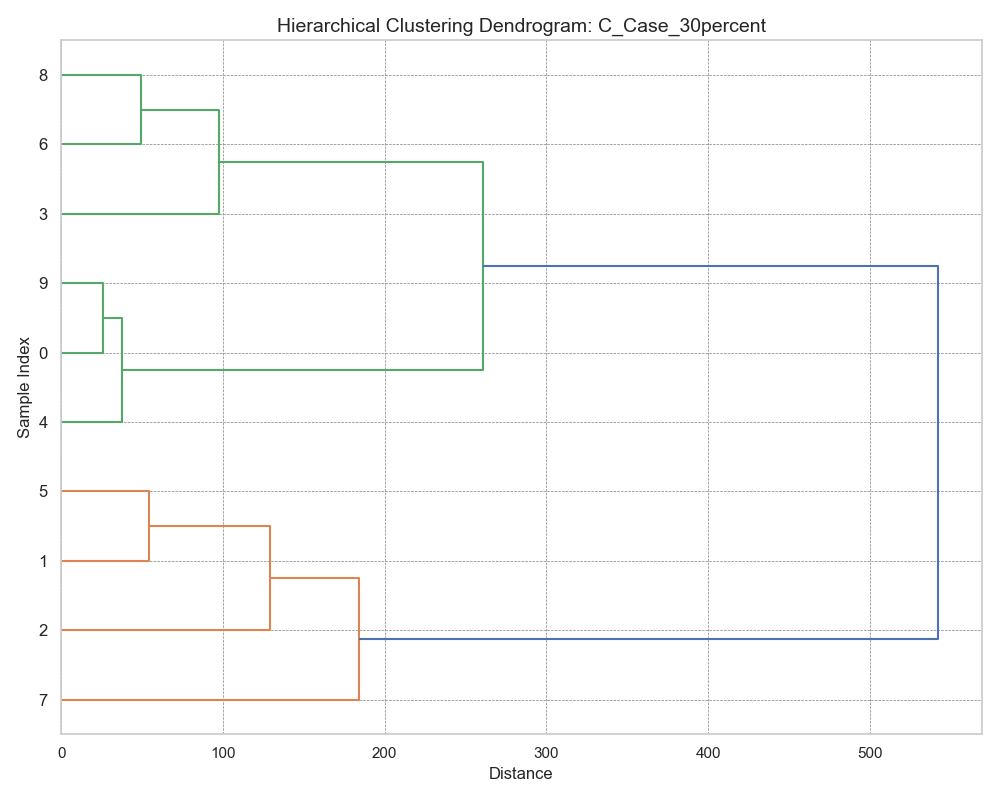 Hierarchical Clustering Dendrogram: C_Case_30percent
8
6
3
9
0
4
5
1
2
7
Sample Index
0 100 200 300 400 500
Distance